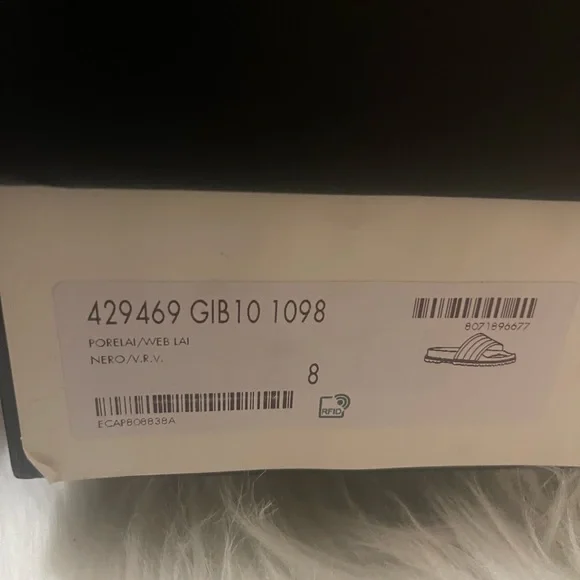 429469 GIB10 1098
8071896677
PORELAI/WEB LAI
NERO/V.R.V.
8
RFID
ECAP808838A